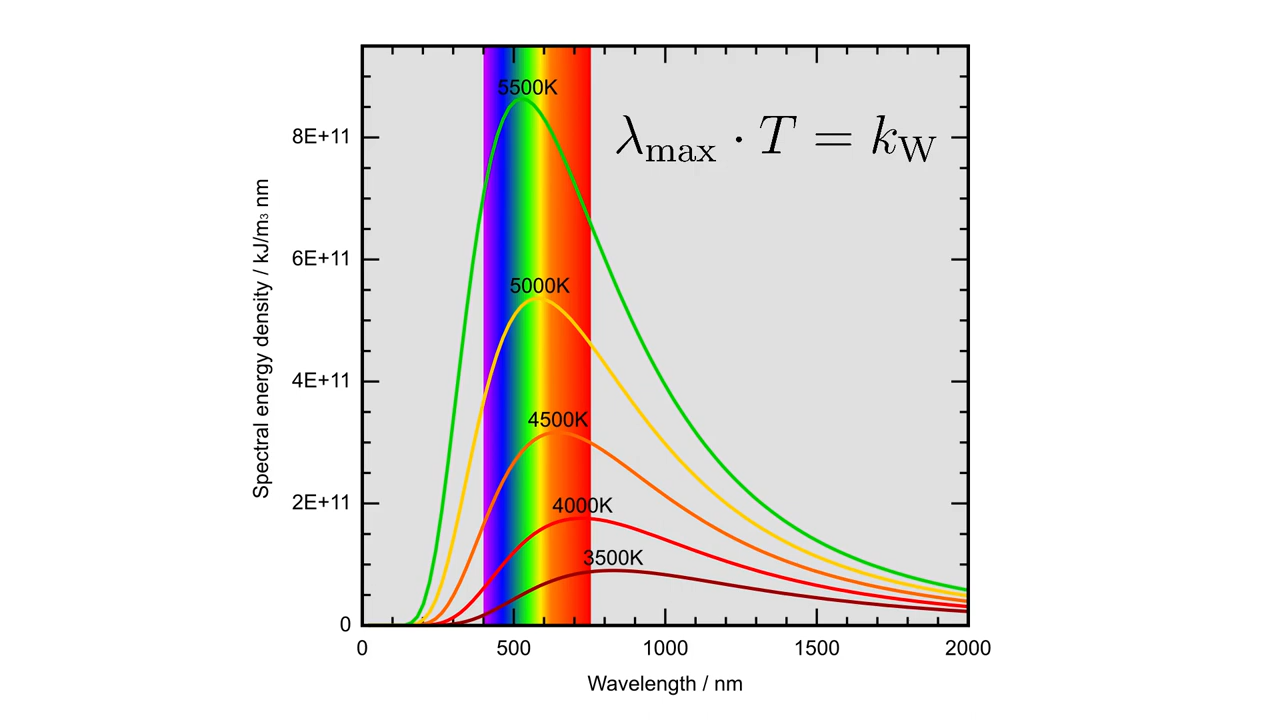 5500K
λmax · T = kW
8E+11
6E+11
5000K
4E+11
4500K
2E+11
4000K
3500K
0
0 500 1000 1500 2000
Wavelength / nm
Spectral energy density / kJ/m₃ nm